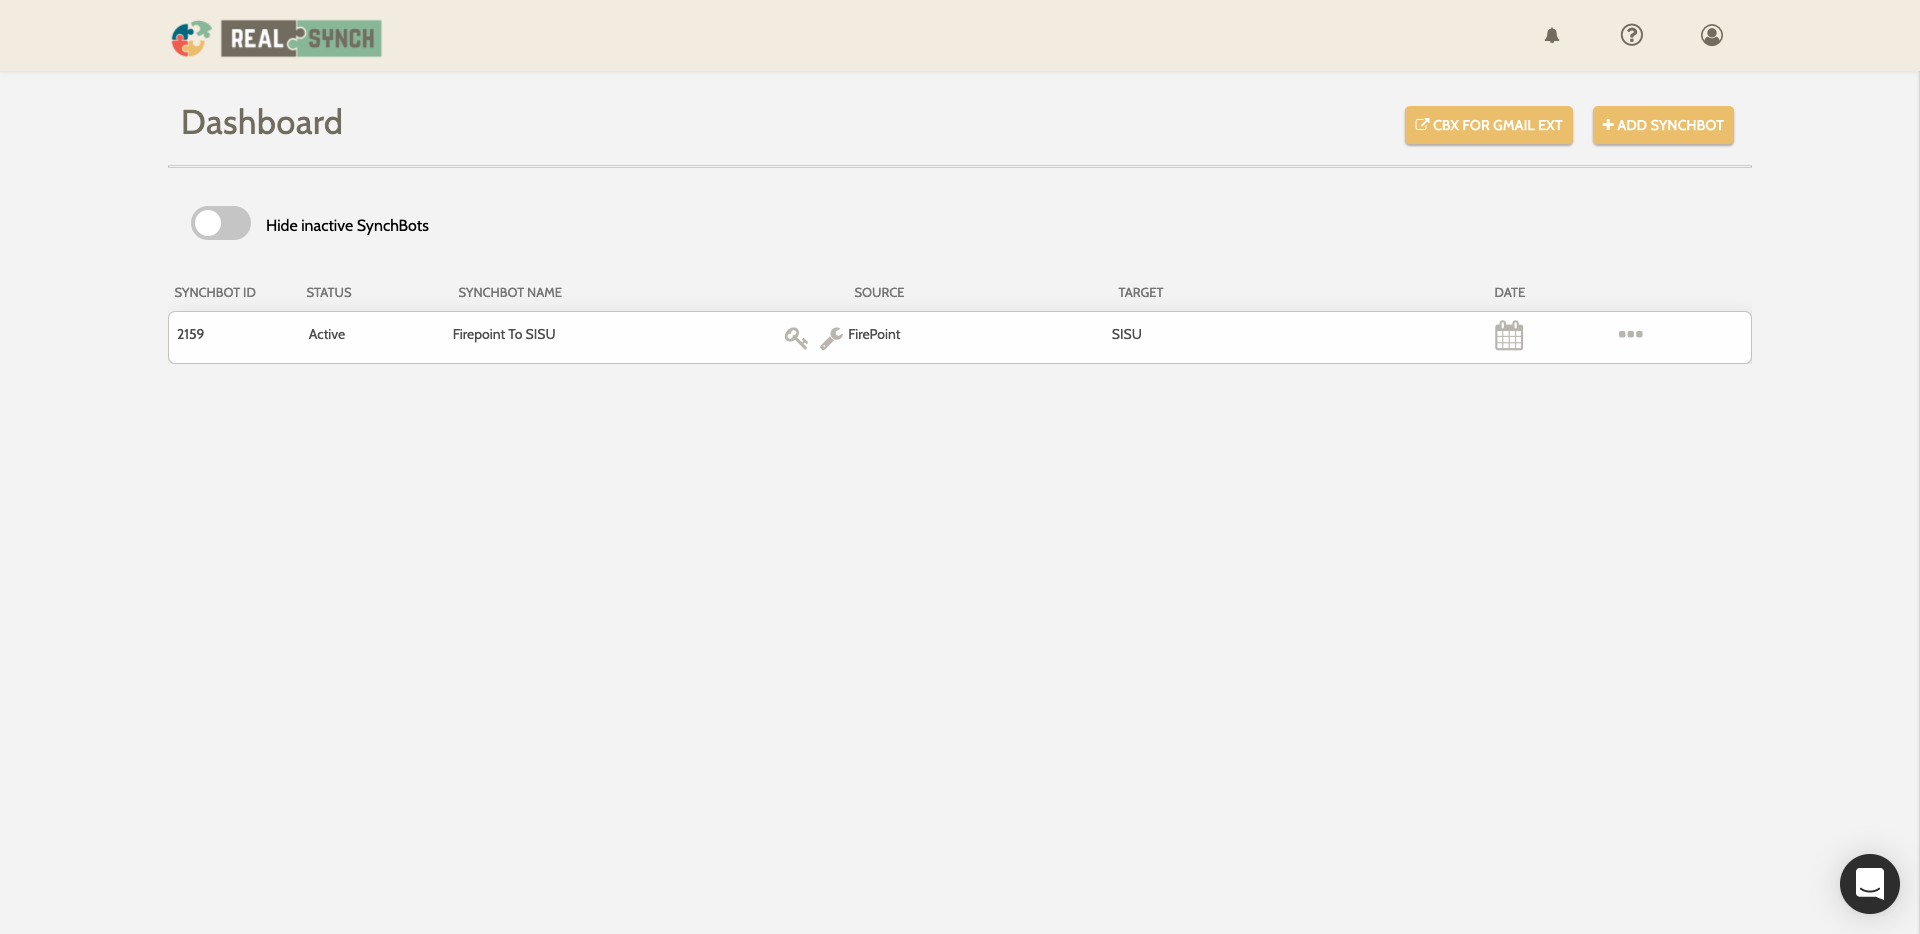 REAL SYNCH
Dashboard
CBX FOR GMAIL EXT
ADD SYNCHBOT
Hide inactive SynchBots
SYNCHBOT ID STATUS SYNCHBOT NAME SOURCE TARGET DATE
2159 Active Firepoint To SISU FirePoint SISU